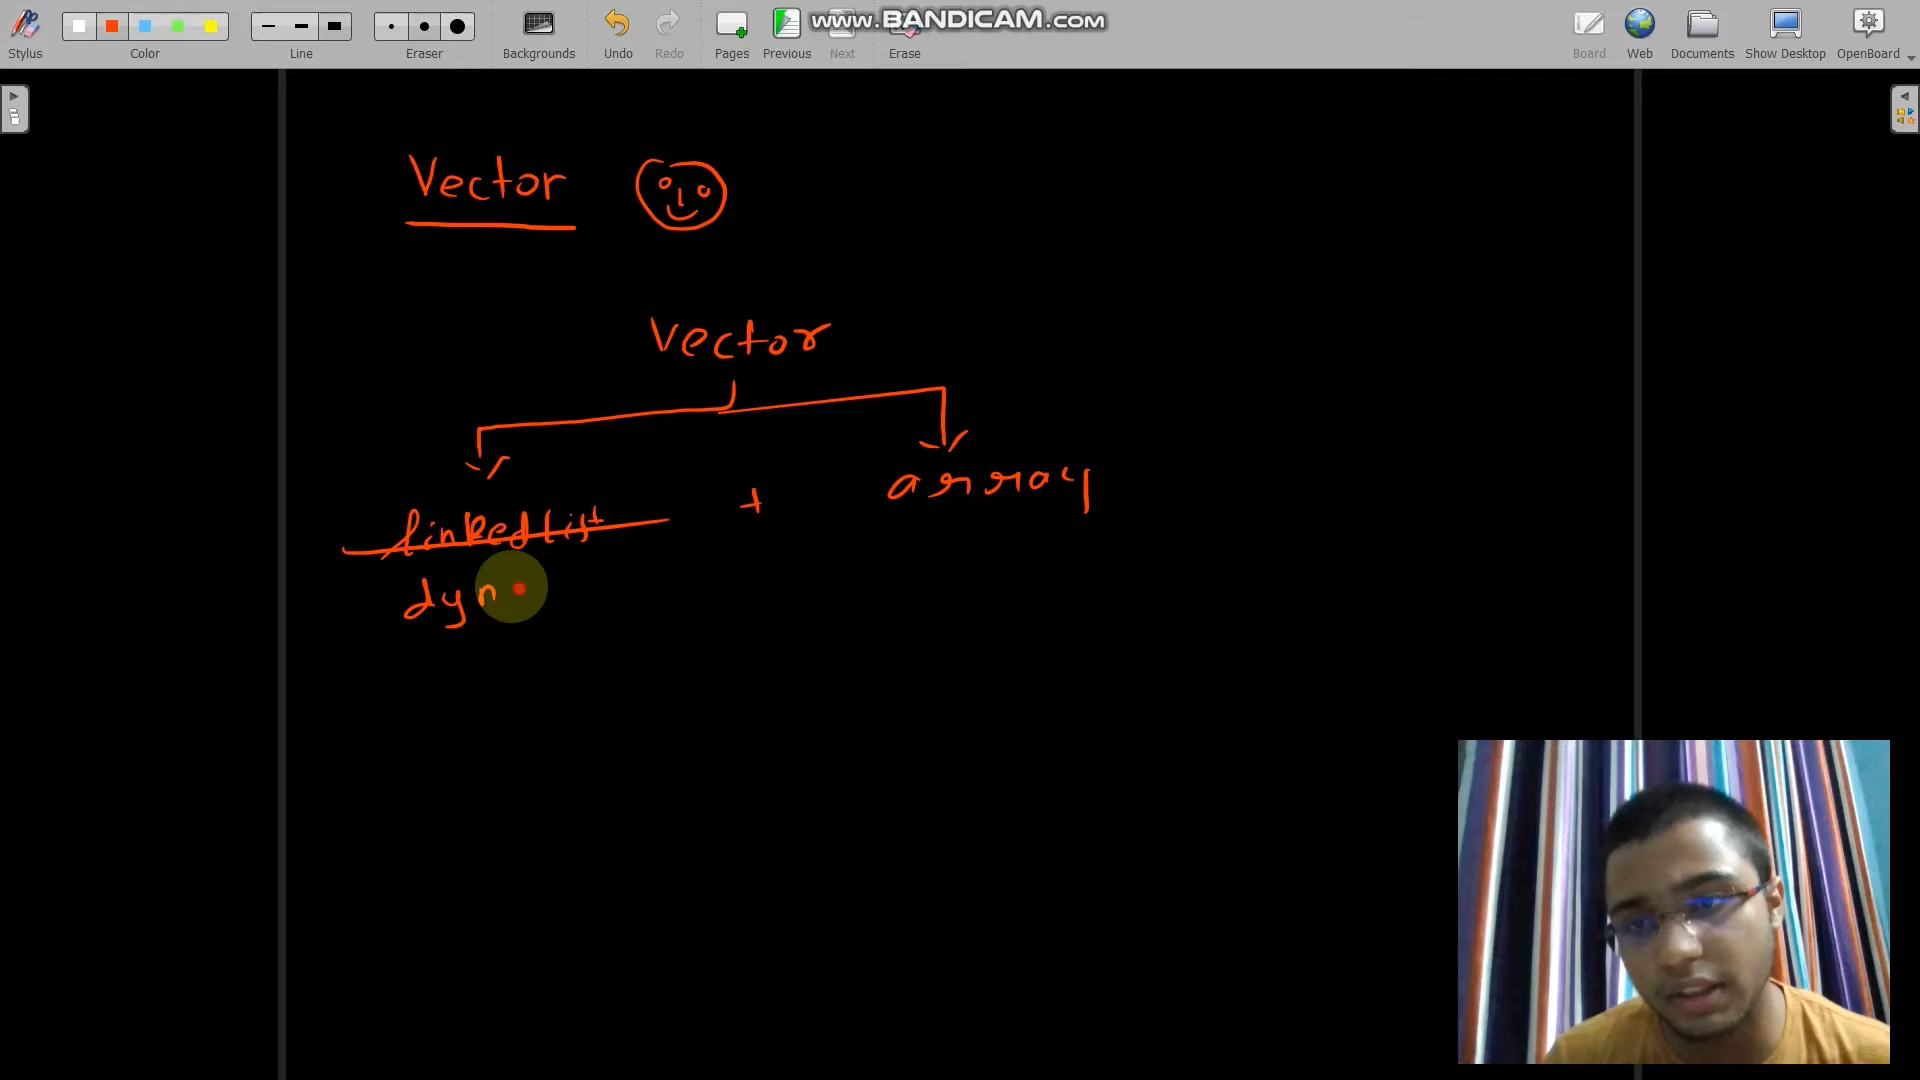 www.BANDICAM.com
Stylus Color Line Eraser Backgrounds Undo Redo Pages Previous Next Erase Board Web Documents Show Desktop OpenBoard
Vector
Vector
linkedlist + array
dyn